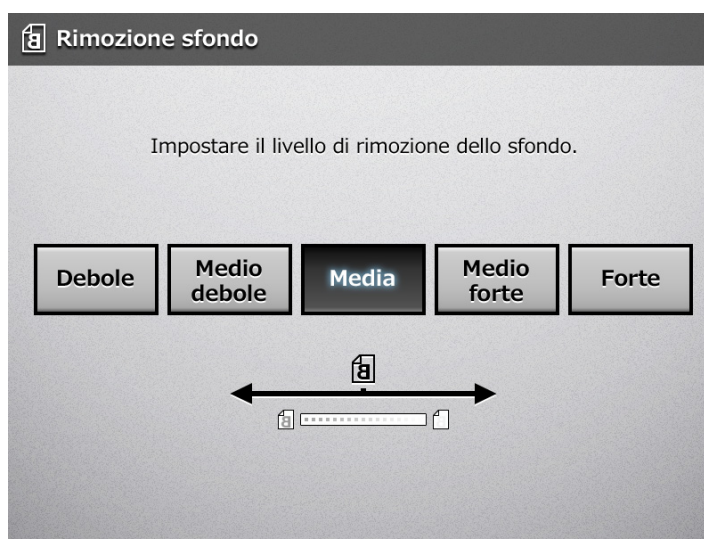 Rimozione sfondo
Impostare il livello di rimozione dello sfondo.
Debole
Medio
debole
Media
Medio
forte
Forte